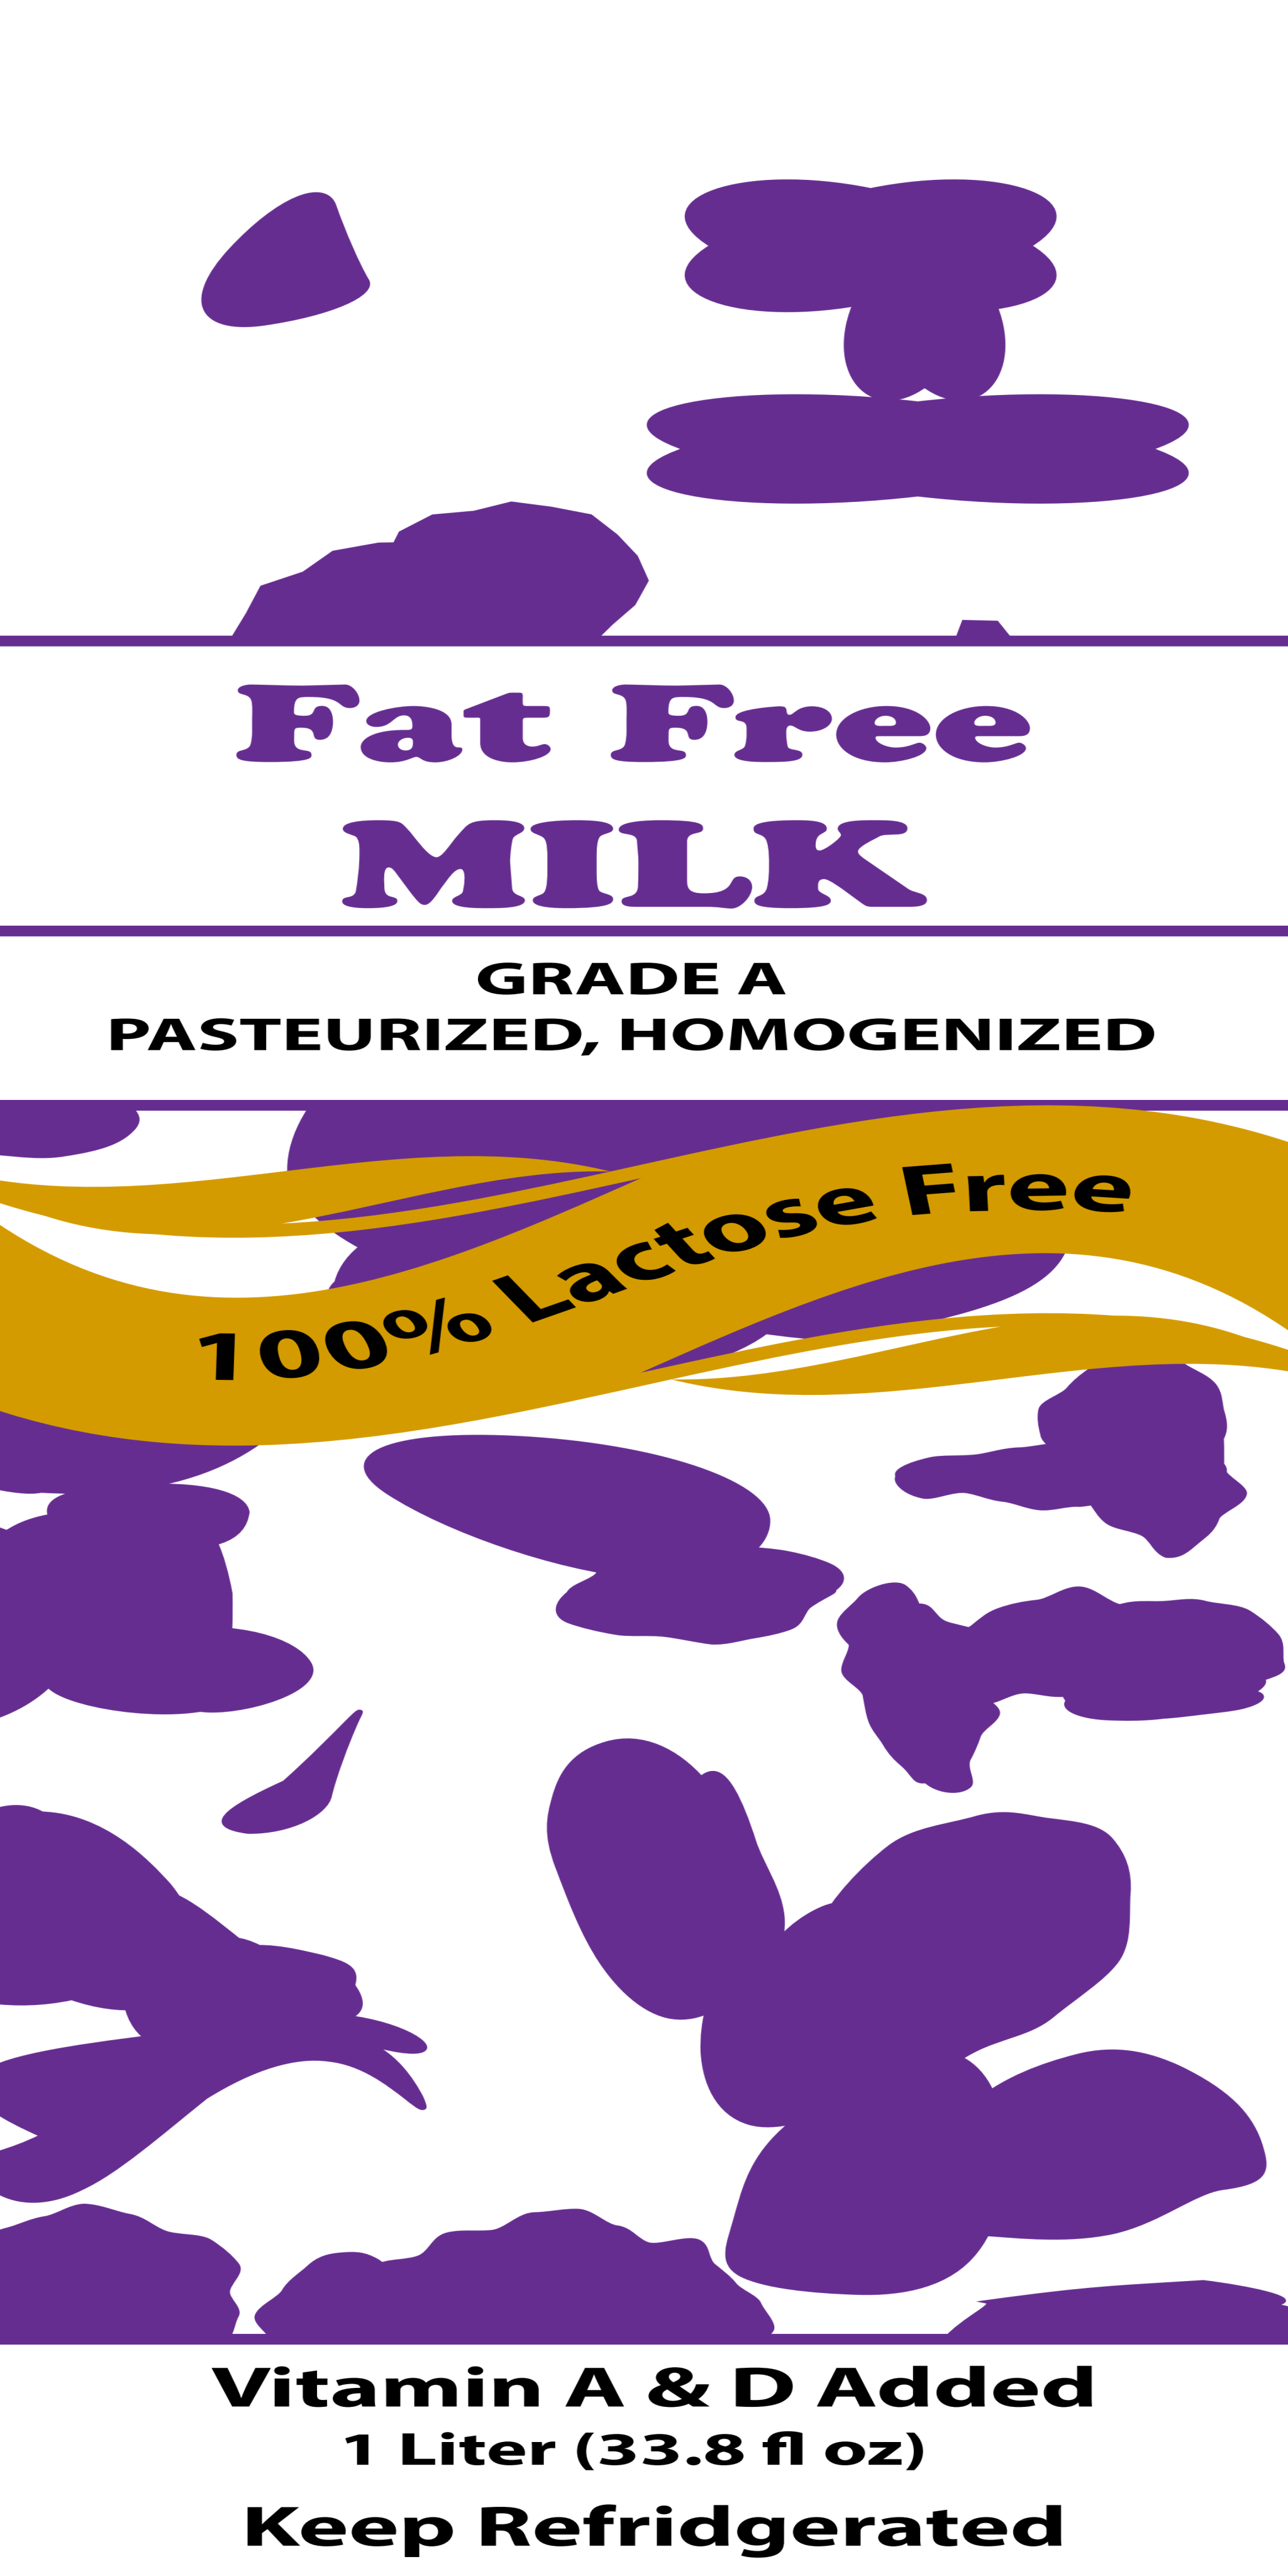 Fat Free
MILK
GRADE A
PASTEURIZED, HOMOGENIZED
100% Lactose Free
Vitamin A & D Added
1 Liter (33.8 fl oz)
Keep Refridgerated